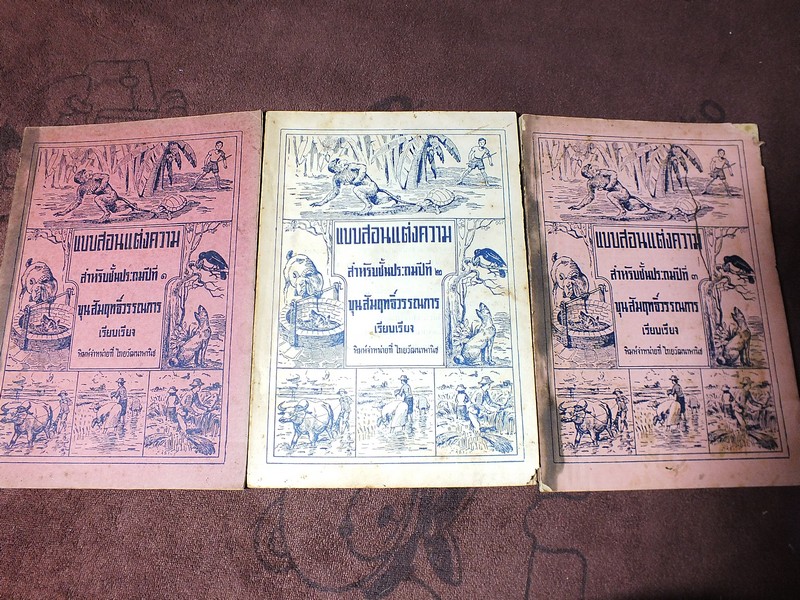 แบบสอนแต่งความ
สำหรับชั้นประถมปีที่ ๑
ขุนสัมฤทธิ์วรรณการ
เรียบเรียง
พิมพ์จำหน่ายที่ ไทยวัฒนาพานิช
แบบสอนแต่งความ
สำหรับชั้นประถมปีที่ ๒
ขุนสัมฤทธิ์วรรณการ
เรียบเรียง
พิมพ์จำหน่ายที่ ไทยวัฒนาพานิช
แบบสอนแต่งความ
สำหรับชั้นประถมปีที่ ๓
ขุนสัมฤทธิ์วรรณการ
เรียบเรียง
พิมพ์จำหน่ายที่ ไทยวัฒนาพานิช